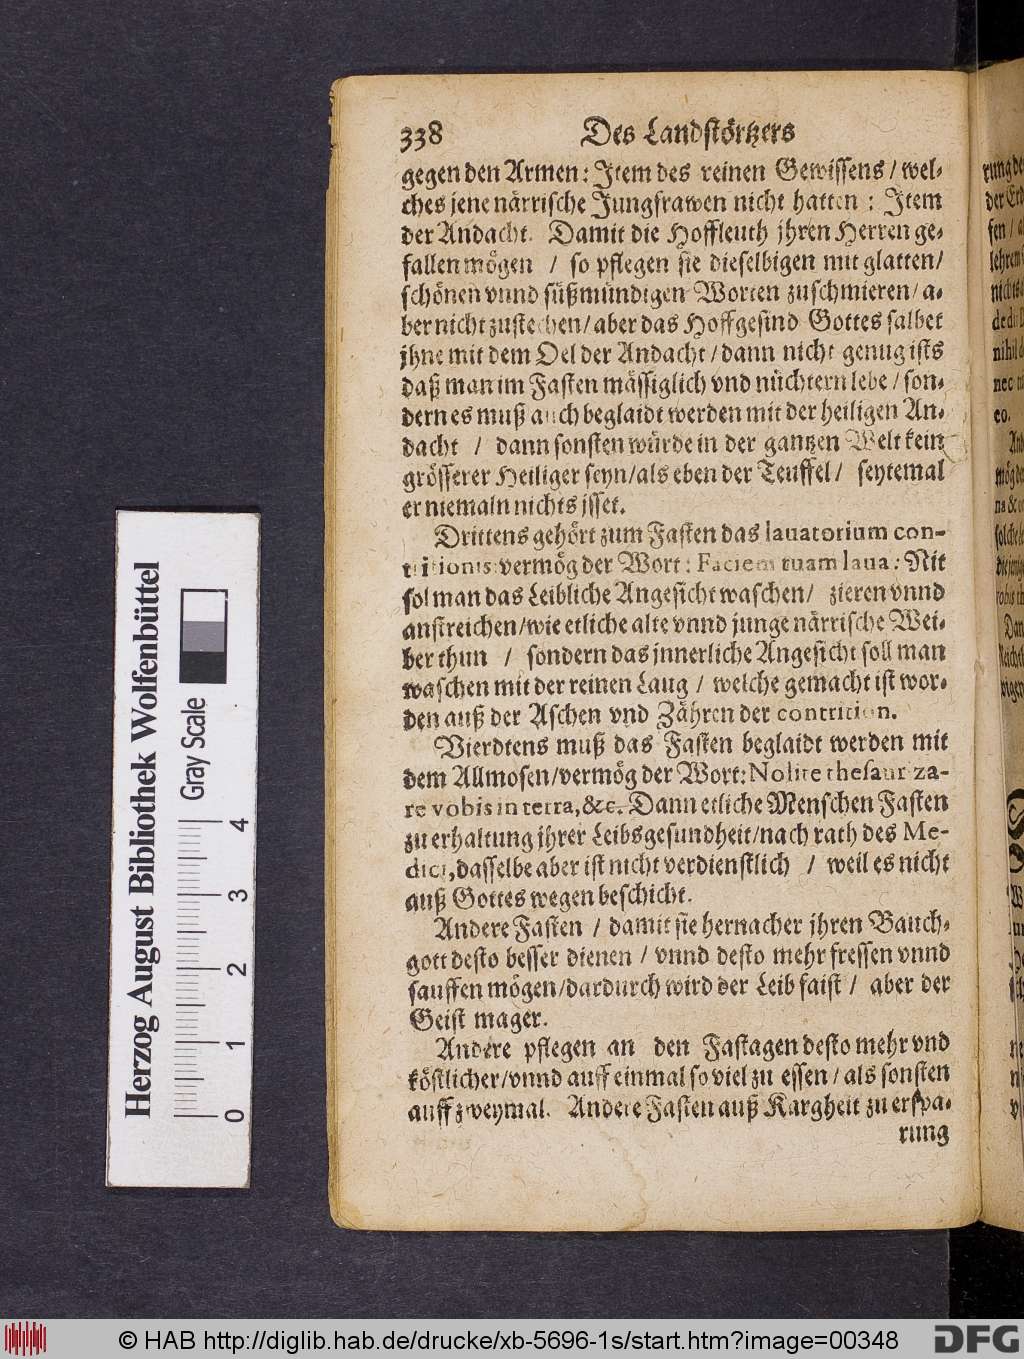 338 Des Landstörtzers
gegen den Armen: Item des reinen Gewissens / wel-
ches jene närrische Jungfrawen nicht hatten : Item
der Andacht. Damit die Hoffleuth jhren Herren ge-
fallen mögen / so pflegen sie dieselbigen mit glatten/
schönen vnnd süßmündigen Worten zuschmieren/ a-
ber nicht zustechen/ aber das Hoffgesind Gottes salbet
jhne mit dem Oel der Andacht / dann nicht genug ists
daß man im Fasten mässiglich vnd nüchtern lebe / son-
dern es muß auch beglaidt werden mit der heiligen An-
dacht / dann sonsten würde in der gantzen Welt kein
grösserer Heiliger seyn/als eben der Teuffel / seytemal
er niemaln nichts jsset.
Drittens gehört zum Fasten das lauatorium con-
tritionis vermög der Wort: Faciem tuam laua: Nit
sol man das Leibliche Angesicht waschen/ zieren vnnd
anstreichen/wie etliche alte vnnd junge närrische Wei-
ber thun / sondern das jnnerliche Angesicht soll man
waschen mit der reinen Laug / welche gemacht ist wor-
den auß der Aschen vnd Zähren der contrition.
Vierdtens muß das Fasten beglaidt werden mit
dem Allmosen/vermög der Wort: Nolite thesauriza-
re vobis in terra, &c. Dann etliche Menschen Fasten
zu erhaltung jhrer Leibsgesundheit/nach rath des Me-
dici, dasselbe aber ist nicht verdienstlich / weil es nicht
auß Gottes wegen beschicht.
Andere Fasten / damit sie hernacher jhren Bauch-
gott desto besser dienen / vnnd desto mehr fressen vnnd
sauffen mögen/dardurch wird der Leib faist / aber der
Geist mager.
Andere pflegen an den Fastagen desto mehr vnd
köstlicher/vnnd auff einmal so viel zu essen / als sonsten
auff zweymal. Andere Fasten auß Kargheit zu erspa-
rung
Herzog August Bibliothek Wolfenbüttel
Gray Scale
0 1 2 3 4
© HAB http://diglib.hab.de/drucke/xb-5696-1s/start.htm?image=00348
DFG